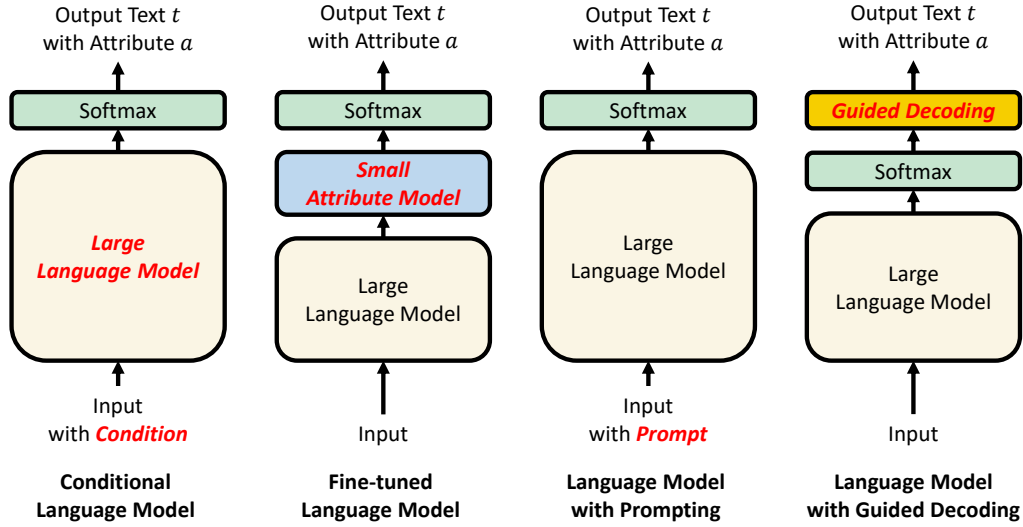 Output Text t
with Attribute a
Softmax
Large
Language Model
Input
with Condition
Conditional
Language Model
Output Text t
with Attribute a
Softmax
Small
Attribute Model
Large
Language Model
Input
Fine-tuned
Language Model
Output Text t
with Attribute a
Softmax
Large
Language Model
Input
with Prompt
Language Model
with Prompting
Output Text t
with Attribute a
Guided Decoding
Softmax
Large
Language Model
Input
Language Model
with Guided Decoding